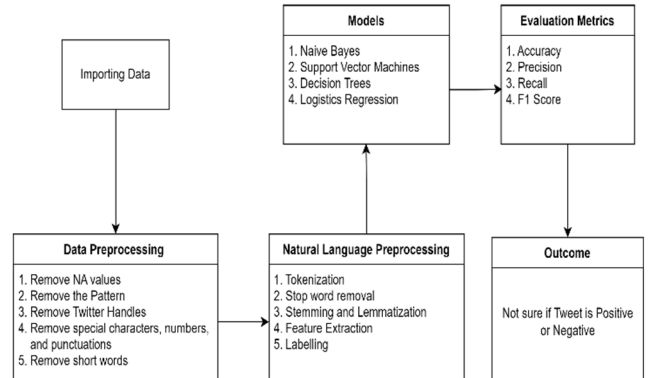 Importing Data
Data Preprocessing
1. Remove NA values
2. Remove the Pattern
3. Remove Twitter Handles
4. Remove special characters, numbers,
and punctuations
5. Remove short words
Natural Language Preprocessing
1. Tokenization
2. Stop word removal
3. Stemming and Lemmatization
4. Feature Extraction
5. Labelling
Models
1. Naive Bayes
2. Support Vector Machines
3. Decision Trees
4. Logistics Regression
Evaluation Metrics
1. Accuracy
2. Precision
3. Recall
4. F1 Score
Outcome
Not sure if Tweet is Positive
or Negative